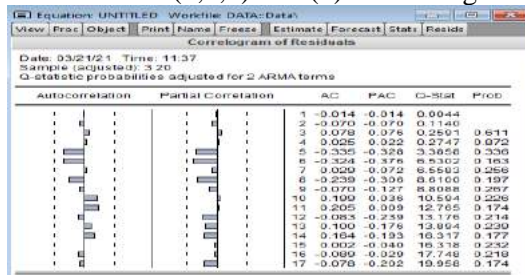 Equation: UNTITLED Workfile: DATA::Data\
View Proc Object Print Name Freeze Estimate Forecast Stats Resids
Correlogram of Residuals
Date: 03/21/21 Time: 11:37
Sample (adjusted): 3 20
Q-statistic probabilities adjusted for 2 ARMA terms
Autocorrelation Partial Correlation AC PAC Q-Stat Prob
1 -0.014 -0.014 0.0044
2 -0.070 -0.070 0.1140
3 0.078 0.076 0.2591 0.611
4 0.025 0.022 0.2747 0.872
5 -0.335 -0.328 3.3858 0.336
6 -0.324 -0.376 6.5302 0.163
7 0.029 -0.072 6.5583 0.256
8 -0.239 -0.306 8.6100 0.197
9 -0.070 -0.127 8.8088 0.267
10 0.199 0.036 10.594 0.226
11 0.205 0.009 12.765 0.174
12 -0.083 -0.239 13.176 0.214
13 0.100 -0.176 13.894 0.239
14 0.164 -0.193 16.317 0.177
15 0.002 -0.040 16.318 0.232
16 -0.089 -0.029 17.748 0.218
17 -0.078 -0.202 19.958 0.174